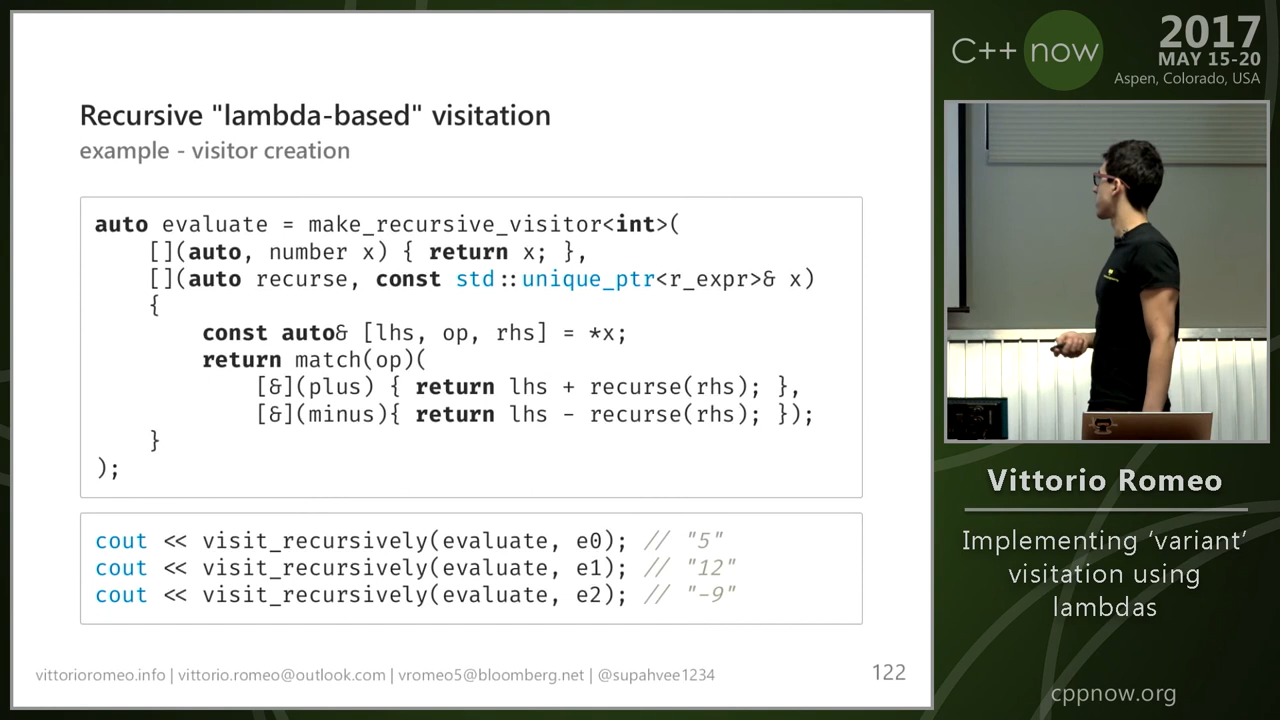 Recursive "lambda-based" visitation
example - visitor creation
auto evaluate = make_recursive_visitor<int>(
    [](auto, number x) { return x; },
    [](auto recurse, const std::unique_ptr<r_expr>& x)
    {
        const auto& [lhs, op, rhs] = *x;
        return match(op)(
            [&](plus) { return lhs + recurse(rhs); },
            [&](minus){ return lhs - recurse(rhs); });
    }
);
cout << visit_recursively(evaluate, e0); // "5"
cout << visit_recursively(evaluate, e1); // "12"
cout << visit_recursively(evaluate, e2); // "-9"
vittorioromeo.info | vittorio.romeo@outlook.com | vromeo5@bloomberg.net | @supahvee1234
122
C++ now
2017
MAY 15-20
Aspen, Colorado, USA
Vittorio Romeo
Implementing ‘variant’
visitation using
lambdas
cppnow.org